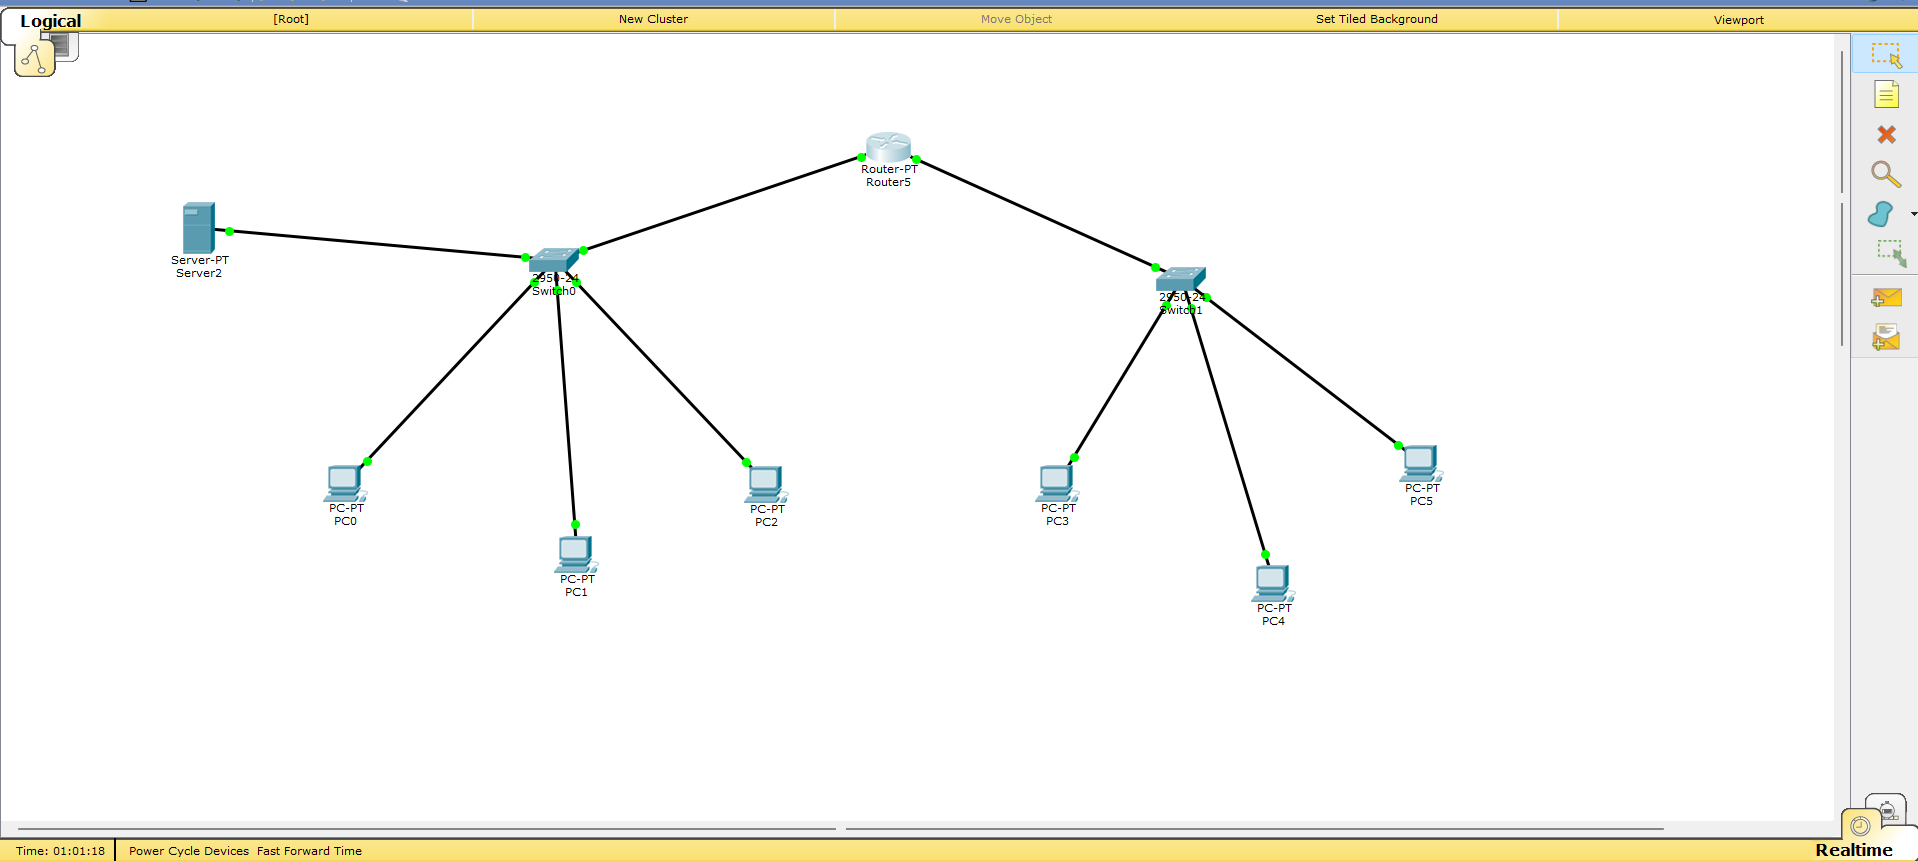 Logical
[Root]
New Cluster
Move Object
Set Tiled Background
Viewport
Router-PT
Router5
Server-PT
Server2
2950-24
Switch0
2950-24
Switch1
PC-PT
PC0
PC-PT
PC1
PC-PT
PC2
PC-PT
PC3
PC-PT
PC4
PC-PT
PC5
Time: 01:01:18
Power Cycle Devices Fast Forward Time
Realtime